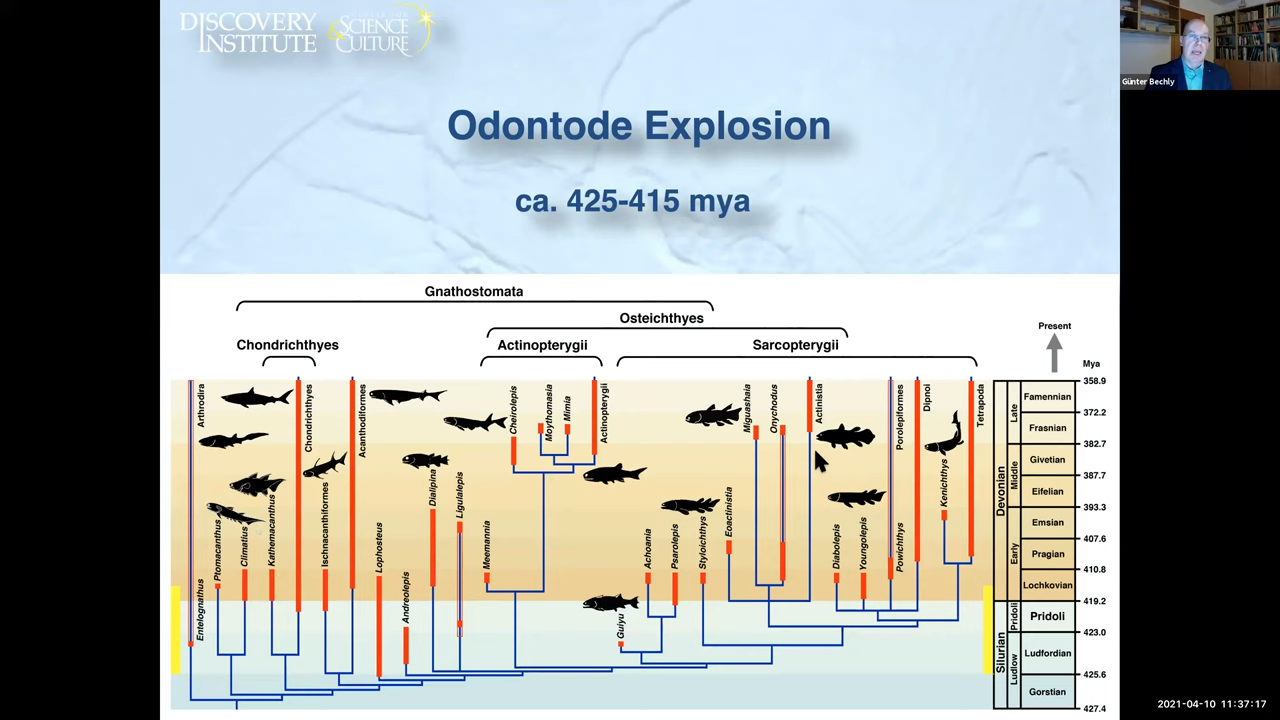 DISCOVERY
INSTITUTE
CENTER FOR
SCIENCE
& CULTURE
Günter Bechly
Odontode Explosion
ca. 425-415 mya
Gnathostomata
Osteichthyes
Chondrichthyes
Actinopterygii
Sarcopterygii
Present
Mya
Arthrodira
Entelognathus
Ptomacanthus
Climatius
Kathemacanthus
Chondrichthyes
Ischnacanthiformes
Acanthodiformes
Lophosteus
Andreolepis
Dialipina
Ligulalepis
Meemannia
Cheirolepis
Moythomasia
Mimia
Actinopterygii
Guiyu
Achoania
Psarolepis
Styloichthys
Eoactinistia
Miguashaia
Onychodus
Actinistia
Diabolepis
Youngolepis
Powichthys
Porolepiformes
Dipnoi
Kenichthys
Tetrapoda
Devonian
Silurian
Late
Middle
Early
Pridoli
Ludlow
Famennian
Frasnian
Givetian
Eifelian
Emsian
Pragian
Lochkovian
Pridoli
Ludfordian
Gorstian
358.9
372.2
382.7
387.7
393.3
407.6
410.8
419.2
423.0
425.6
427.4
2021-04-10 11:37:17